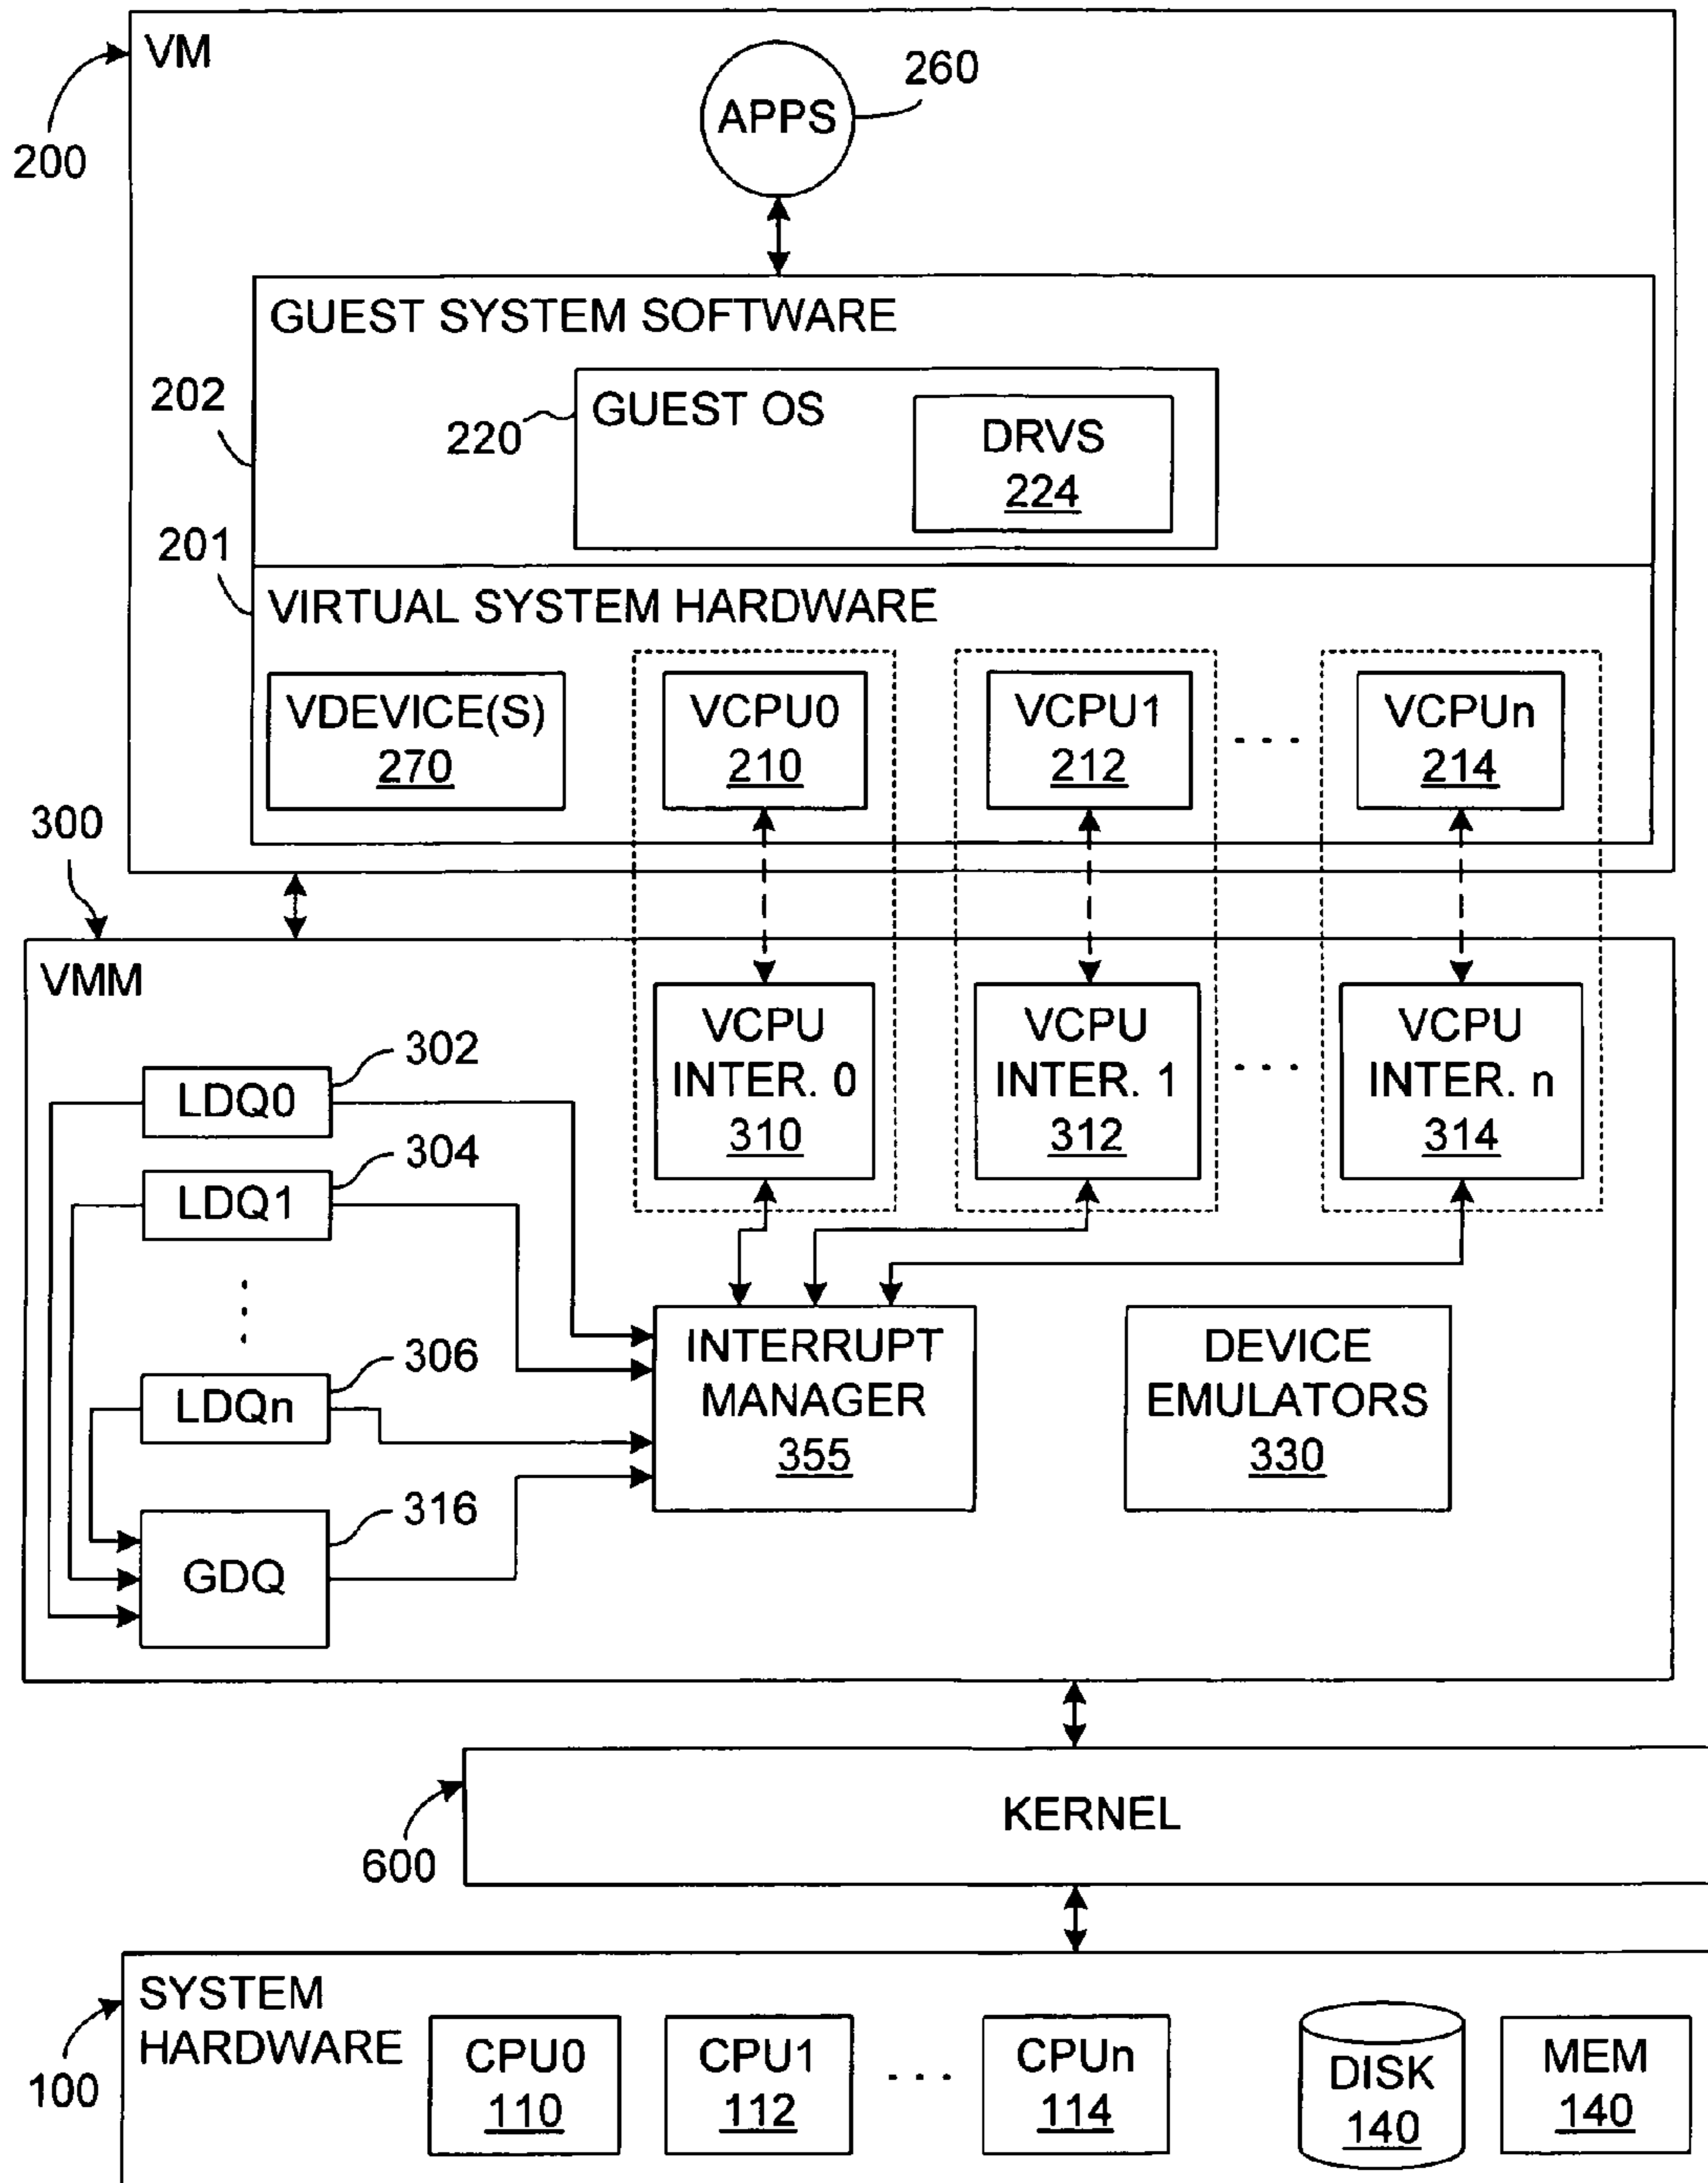 VM
200
APPS
260
GUEST SYSTEM SOFTWARE
202
GUEST OS
220
DRVS
224
201
VIRTUAL SYSTEM HARDWARE
VDEVICE(S)
270
VCPU0
210
VCPU1
212
. . .
VCPUn
214
300
VMM
LDQ0
302
LDQ1
304
. . .
LDQn
306
GDQ
316
VCPU
INTER. 0
310
VCPU
INTER. 1
312
. . .
VCPU
INTER. n
314
INTERRUPT
MANAGER
355
DEVICE
EMULATORS
330
KERNEL
600
SYSTEM
HARDWARE
100
CPU0
110
CPU1
112
. . .
CPUn
114
DISK
140
MEM
140